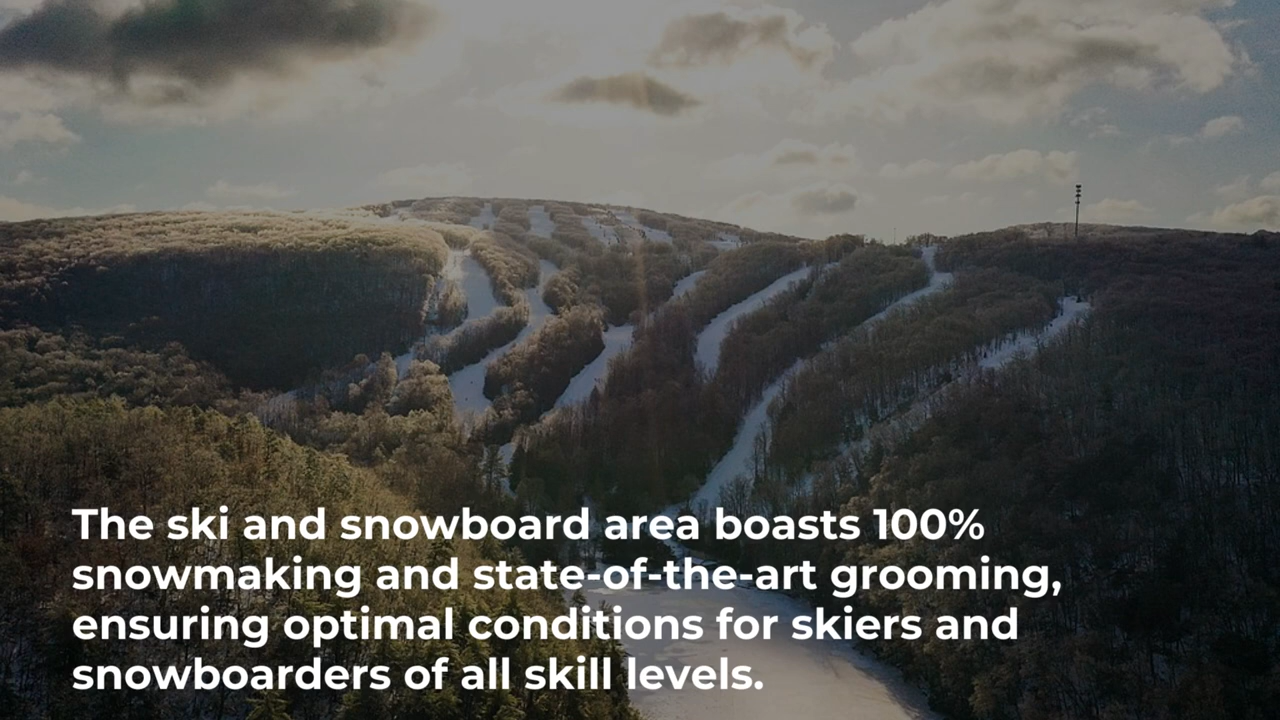 The ski and snowboard area boasts 100%
snowmaking and state-of-the-art grooming,
ensuring optimal conditions for skiers and
snowboarders of all skill levels.